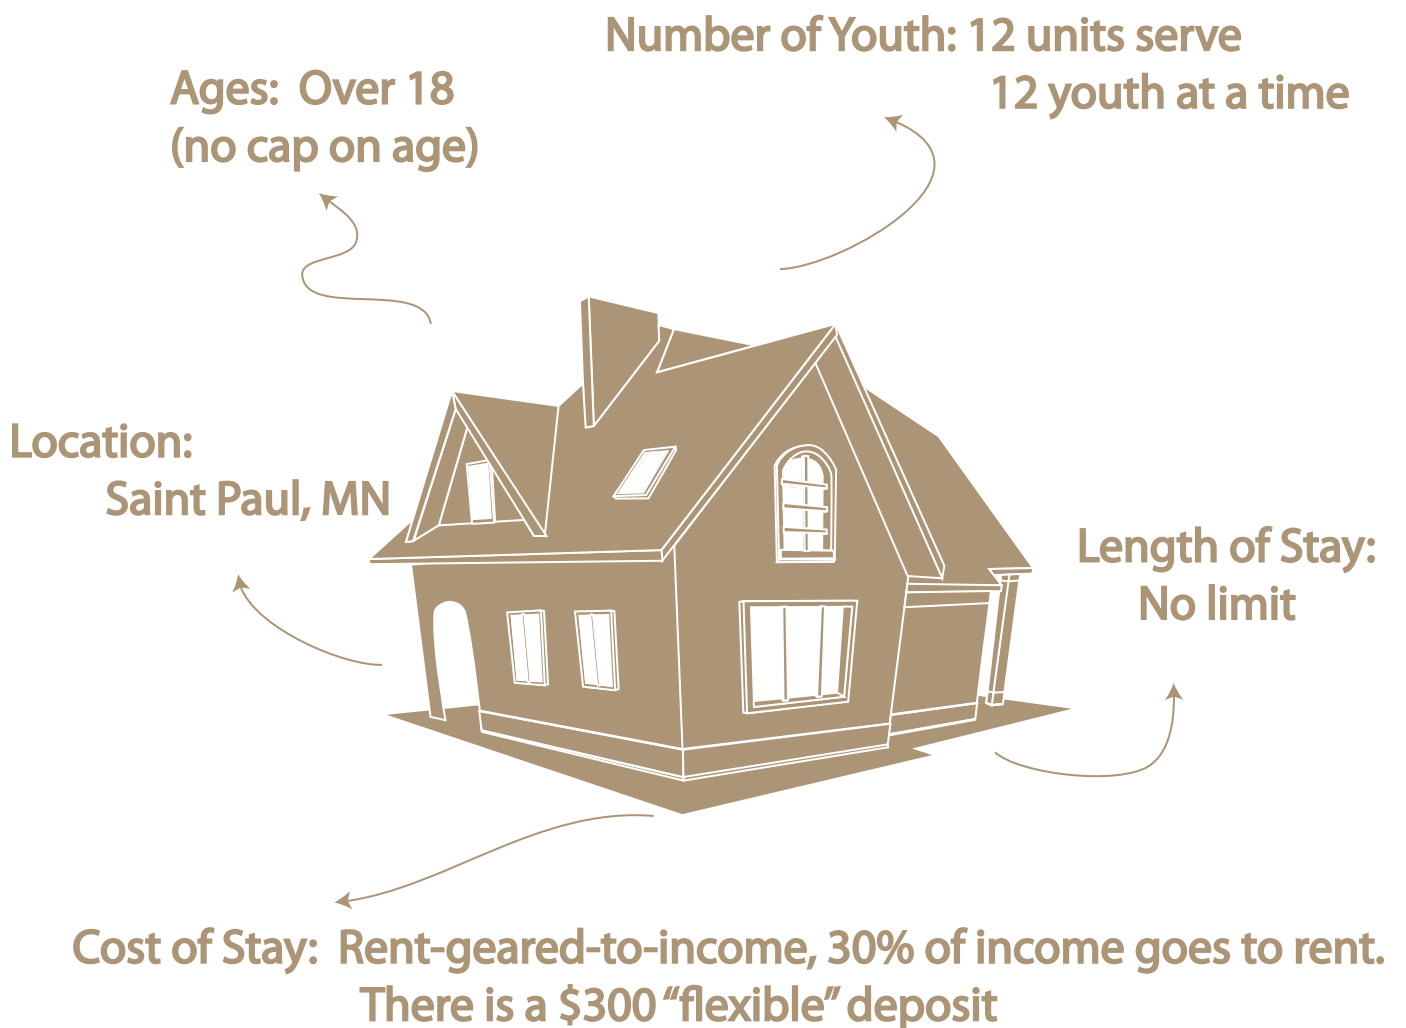 Number of Youth: 12 units serve
12 youth at a time
Ages: Over 18
(no cap on age)
Location:
Saint Paul, MN
Length of Stay:
No limit
Cost of Stay: Rent-geared-to-income, 30% of income goes to rent.
There is a $300 “flexible” deposit